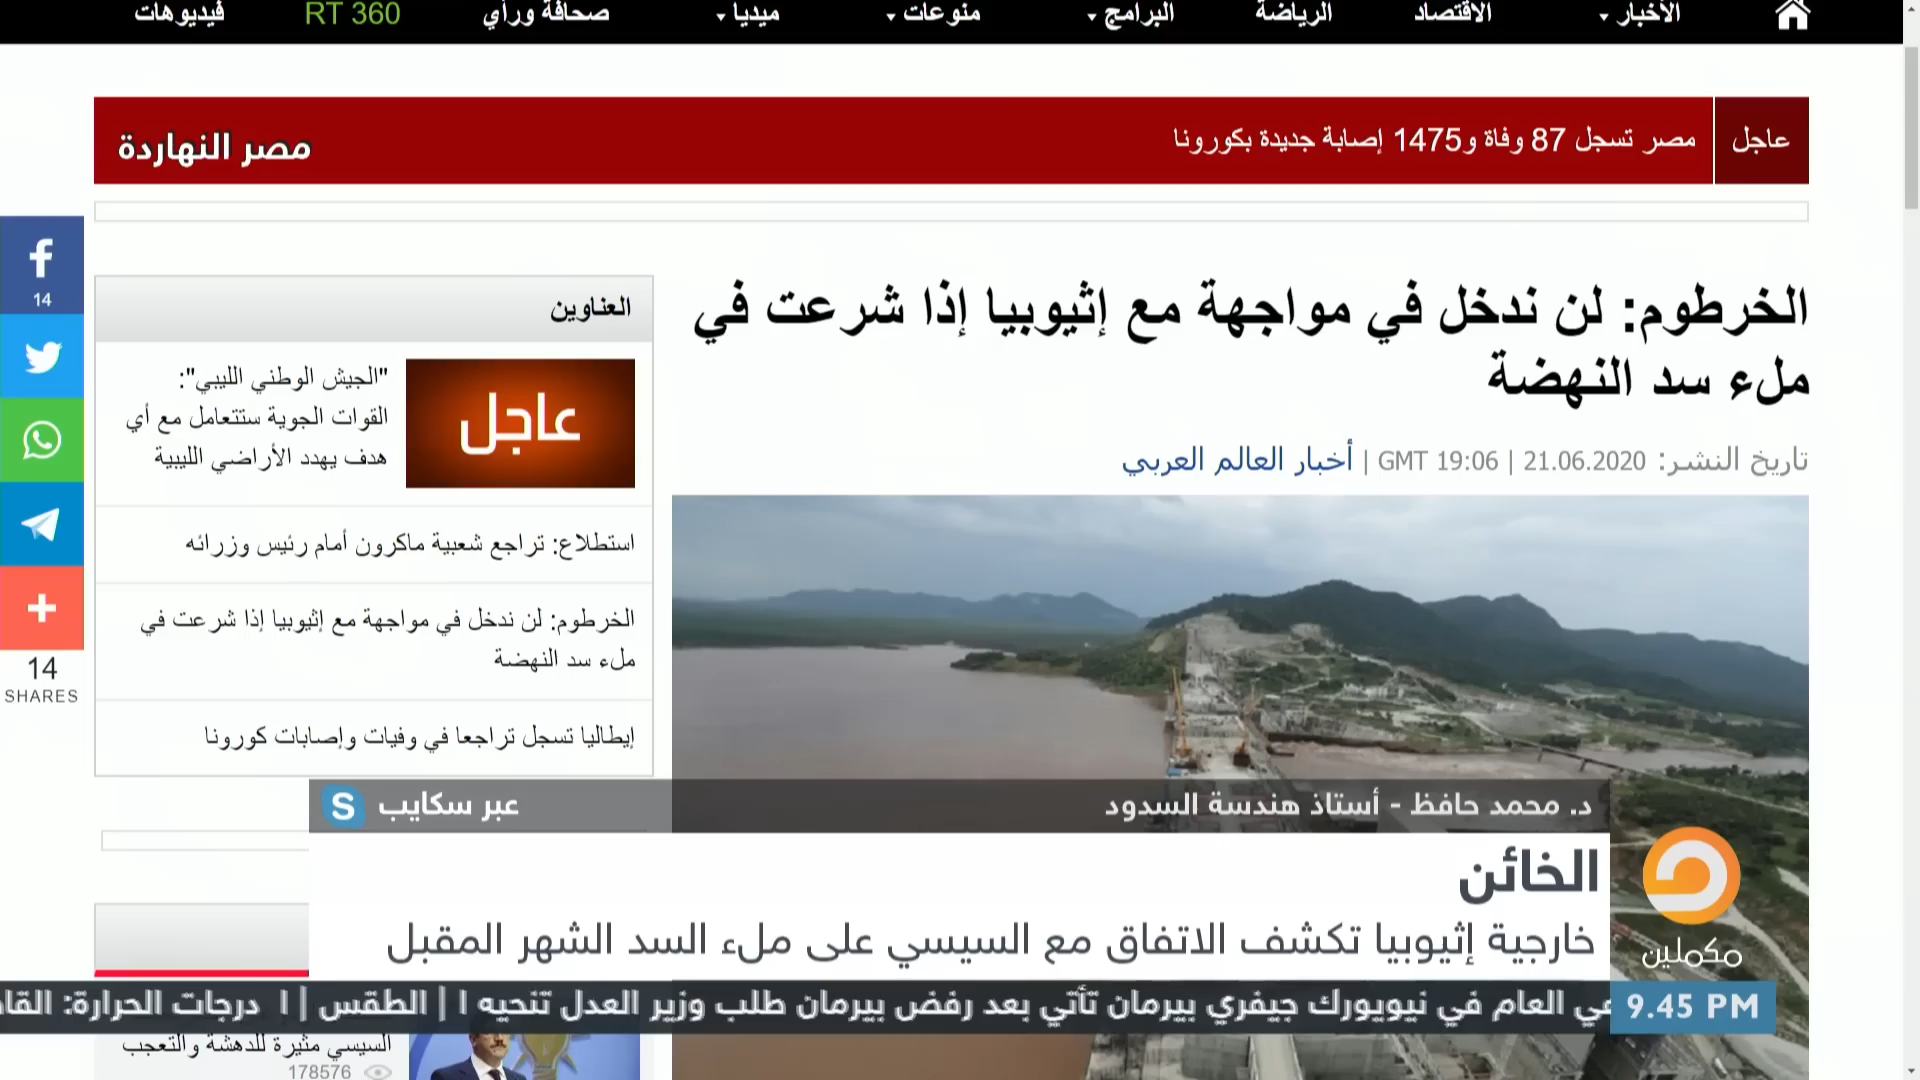 الأخبار
الاقتصاد
الرياضة
البرامج
منوعات
ميديا
صحافة ورأي
RT 360
فيديوهات
عاجل
مصر تسجل 87 وفاة و1475 إصابة جديدة بكورونا
مصر النهاردة
الخرطوم: لن ندخل في مواجهة مع إثيوبيا إذا شرعت في
ملء سد النهضة
تاريخ النشر: 21.06.2020 | 19:06 GMT | أخبار العالم العربي
العناوين
عاجل
"الجيش الوطني الليبي":
القوات الجوية ستتعامل مع أي
هدف يهدد الأراضي الليبية
استطلاع: تراجع شعبية ماكرون أمام رئيس وزرائه
الخرطوم: لن ندخل في مواجهة مع إثيوبيا إذا شرعت في
ملء سد النهضة
إيطاليا تسجل تراجعا في وفيات وإصابات كورونا
14
14
SHARES
د. محمد حافظ - أستاذ هندسة السدود
عبر سكايب
الخائن
خارجية إثيوبيا تكشف الاتفاق مع السيسي على ملء السد الشهر المقبل
مكملين
9.45 PM
العام في نيويورك جيفري بيرمان تأتي بعد رفض بيرمان طلب وزير العدل تنحيه | الطقس | درجات الحرارة:
السيسي مثيرة للدهشة والتعجب
178576